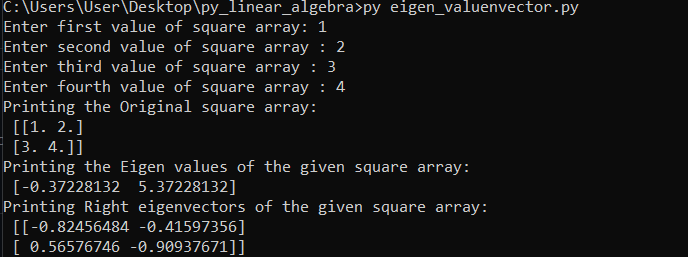 C:\Users\User\Desktop\py_linear_algebra>py eigen_valuenvector.py
Enter first value of square array: 1
Enter second value of square array : 2
Enter third value of square array : 3
Enter fourth value of square array : 4
Printing the Original square array:
 [[1. 2.]
 [3. 4.]]
Printing the Eigen values of the given square array:
 [-0.37228132  5.37228132]
Printing Right eigenvectors of the given square array:
 [[-0.82456484 -0.41597356]
 [ 0.56576746 -0.90937671]]